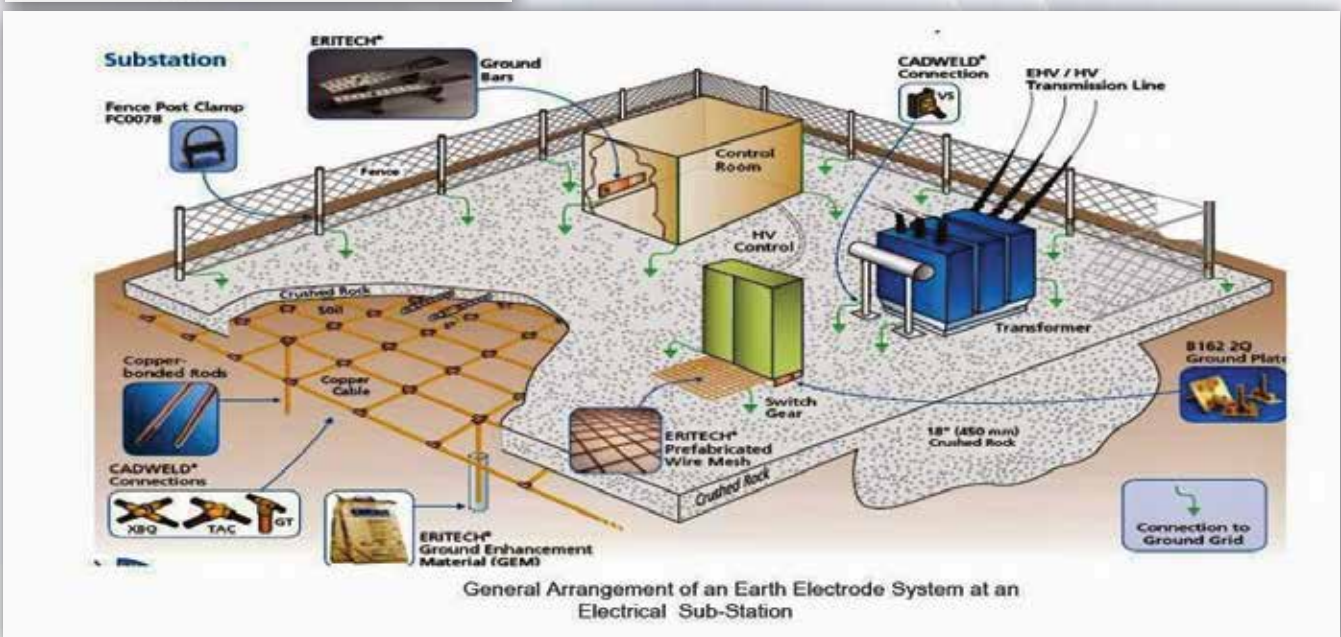 Substation
ERITECH®
Ground
Bars
CADWELD®
Connection
V5
EHV / HV
Transmission Line
Fence Post Clamp
FC0078
Fence
Control
Room
HV
Control
Crushed Rock
Soil
Transformer
Copper-
bonded Rods
Copper
Cable
B162 2Q
Ground Plate
Switch
Gear
ERITECH®
Prefabricated
Wire Mesh
18" (450 mm)
Crushed Rock
CADWELD®
Connections
XBQ
TAC
GT
Crushed Rock
ERITECH®
Ground Enhancement
Material (GEM)
Connection to
Ground Grid
General Arrangement of an Earth Electrode System at an
Electrical Sub-Station